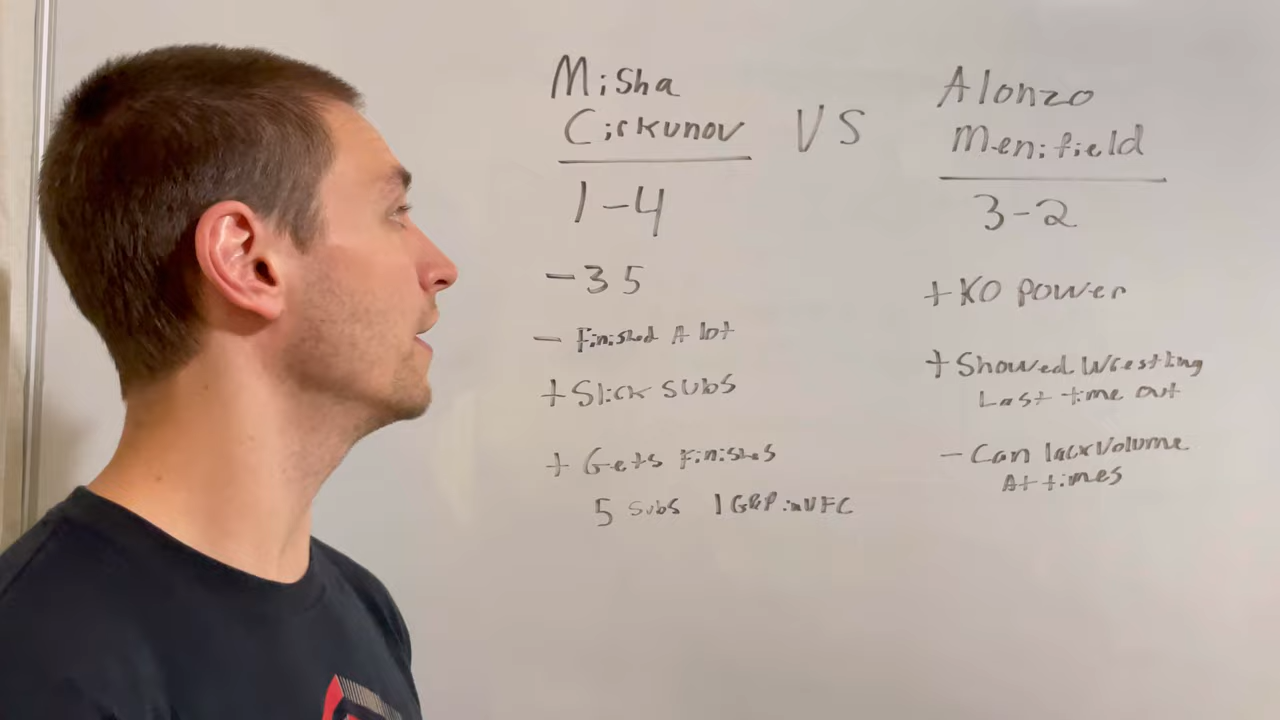 Misha
Cirkunov
VS
Alonzo
Menifield
1-4
3-2
-35
- Finished A lot
+ Slick subs
+ Gets Finishes
5 subs 1 G&P in UFC
+ KO power
+ Showed Wrestling
Last time out
- Can lack Volume
At times